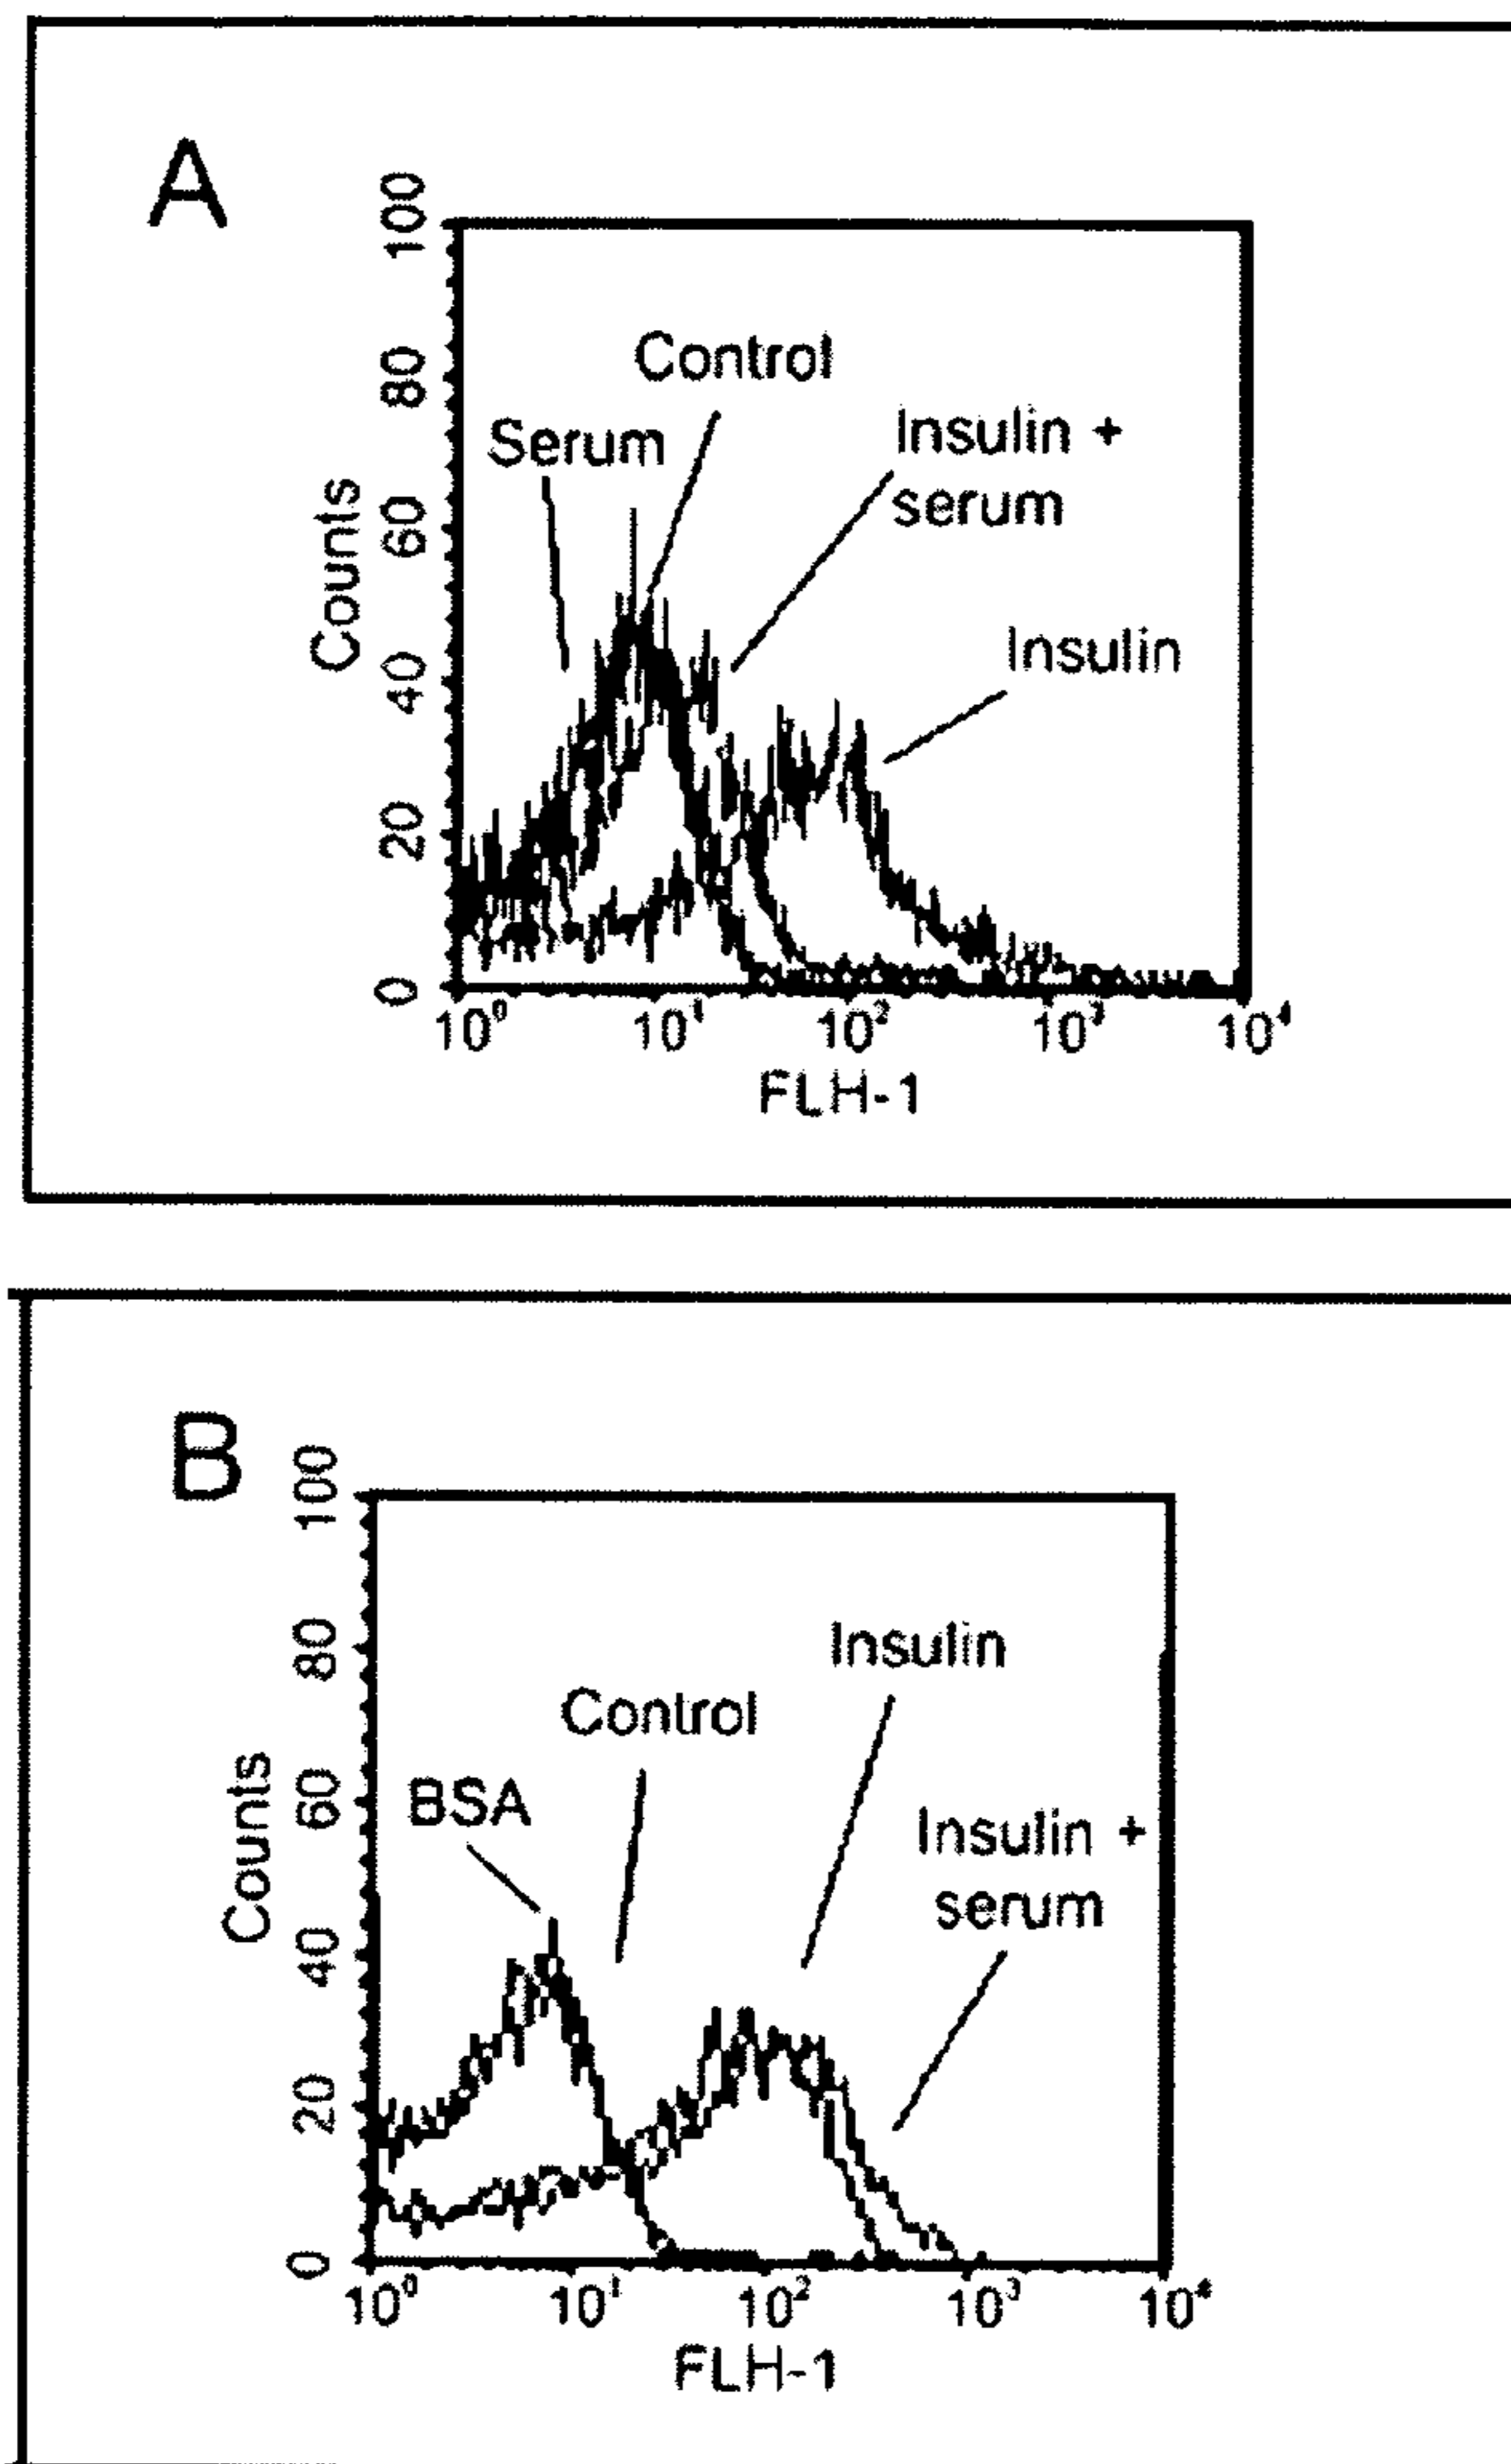 A
100
80
60
40
20
0
Counts
Control
Serum
Insulin +
serum
Insulin
10⁰ 10¹ 10² 10³ 10⁴
FLH-1
B
100
80
60
40
20
0
Counts
Insulin
Control
BSA
Insulin +
serum
10⁰ 10¹ 10² 10³ 10⁴
FLH-1